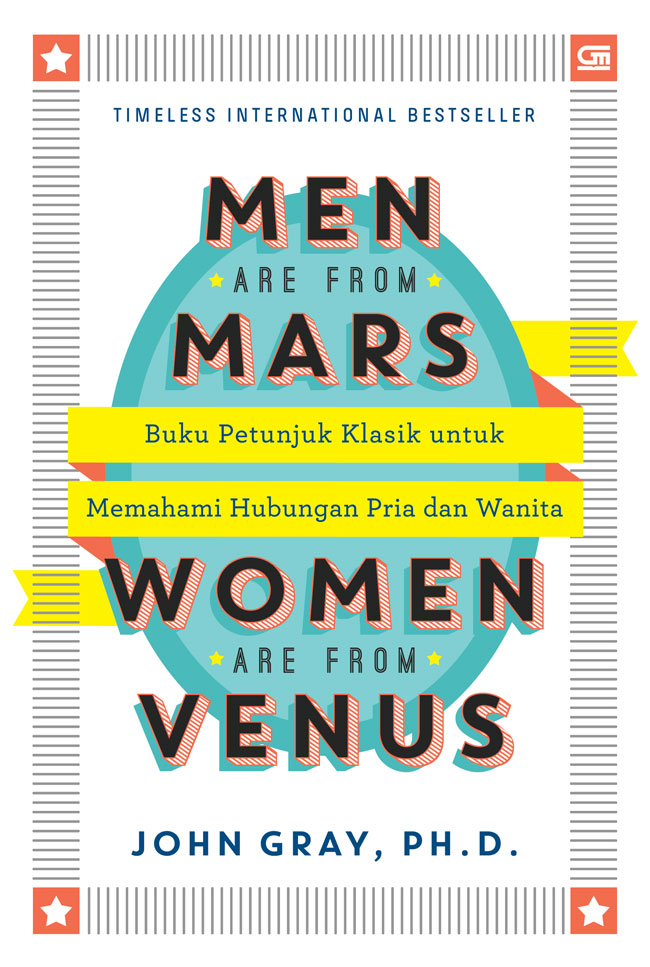 GM
TIMELESS INTERNATIONAL BESTSELLER
MEN
ARE FROM
MARS
Buku Petunjuk Klasik untuk
Memahami Hubungan Pria dan Wanita
WOMEN
ARE FROM
VENUS
JOHN GRAY, PH.D.